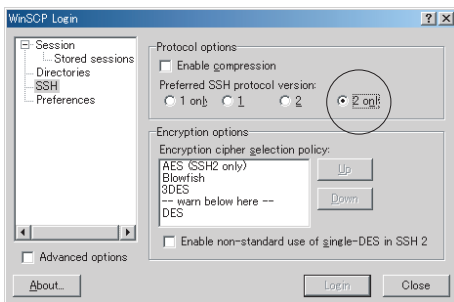 WinSCP Login
Session
Stored sessions
Directories
SSH
Preferences
Advanced options
Protocol options
Enable compression
Preferred SSH protocol version:
1 only 1 2 2 only
Encryption options
Encryption cipher selection policy:
AES (SSH2 only)
Blowfish
3DES
-- warn below here --
DES
Up
Down
Enable non-standard use of single-DES in SSH 2
About...
Login
Close